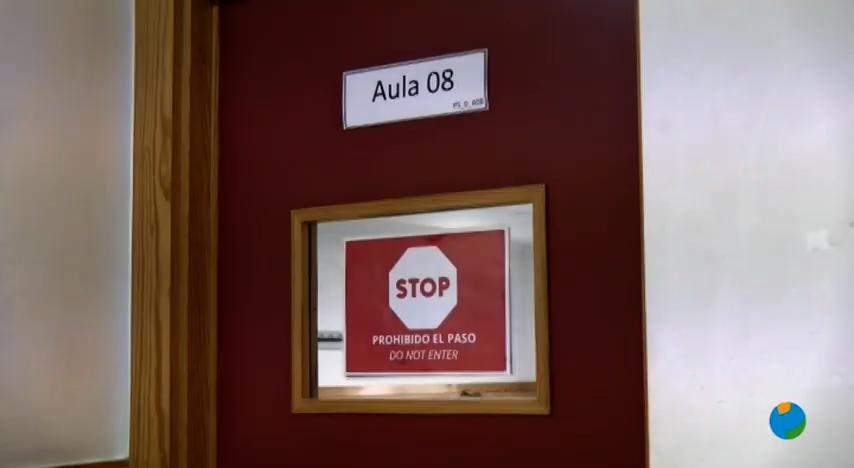 Aula 08
STOP
PROHIBIDO EL PASO
DO NOT ENTER